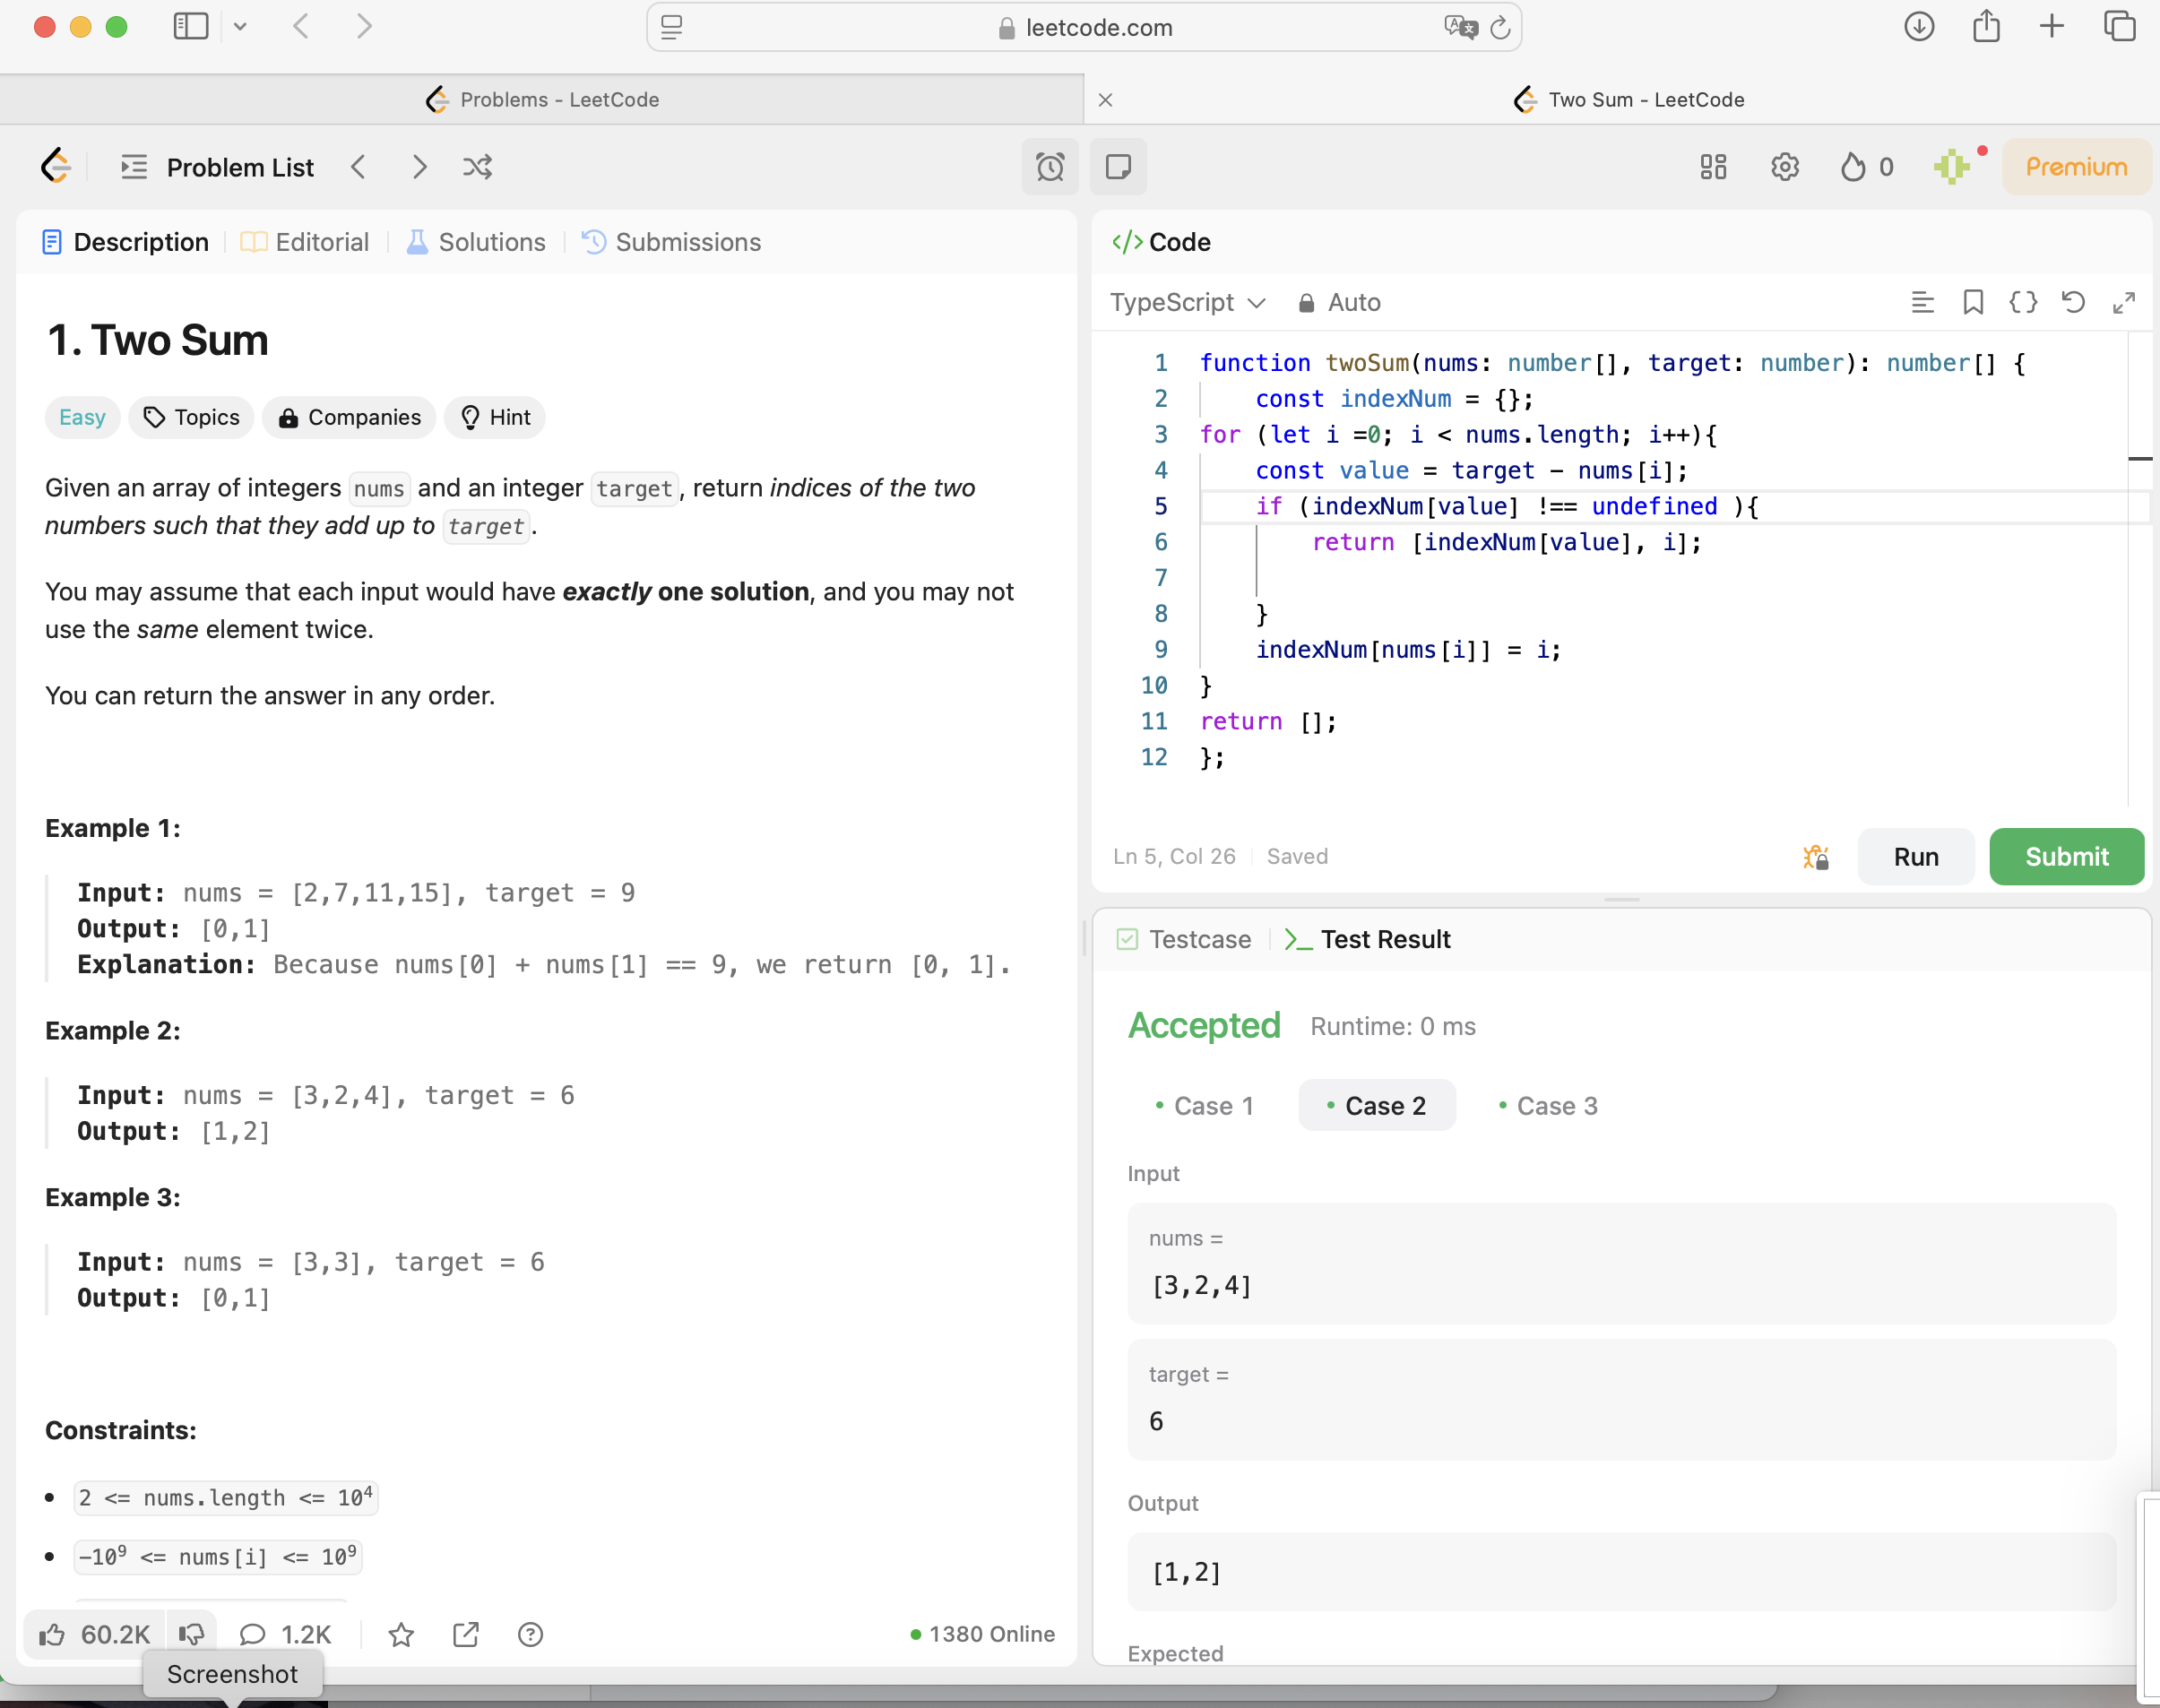 leetcode.com
Problems - LeetCode
Two Sum - LeetCode
Problem List
0
Premium
Description
Editorial
Solutions
Submissions
1. Two Sum
Easy
Topics
Companies
Hint
Given an array of integers nums and an integer target, return indices of the two
numbers such that they add up to target.
You may assume that each input would have exactly one solution, and you may not
use the same element twice.
You can return the answer in any order.
Example 1:
Input: nums = [2,7,11,15], target = 9
Output: [0,1]
Explanation: Because nums[0] + nums[1] == 9, we return [0, 1].
Example 2:
Input: nums = [3,2,4], target = 6
Output: [1,2]
Example 3:
Input: nums = [3,3], target = 6
Output: [0,1]
Constraints:
• 2 <= nums.length <= 10⁴
• -10⁹ <= nums[i] <= 10⁹
60.2K
1.2K
1380 Online
Screenshot
</> Code
TypeScript
Auto
1 function twoSum(nums: number[], target: number): number[] {
2     const indexNum = {};
3 for (let i =0; i < nums.length; i++){
4     const value = target - nums[i];
5     if (indexNum[value] !== undefined ){
6         return [indexNum[value], i];
7
8     }
9     indexNum[nums[i]] = i;
10 }
11 return [];
12 };
Ln 5, Col 26
Saved
Run
Submit
Testcase
Test Result
Accepted
Runtime: 0 ms
Case 1
Case 2
Case 3
Input
nums =
[3,2,4]
target =
6
Output
[1,2]
Expected